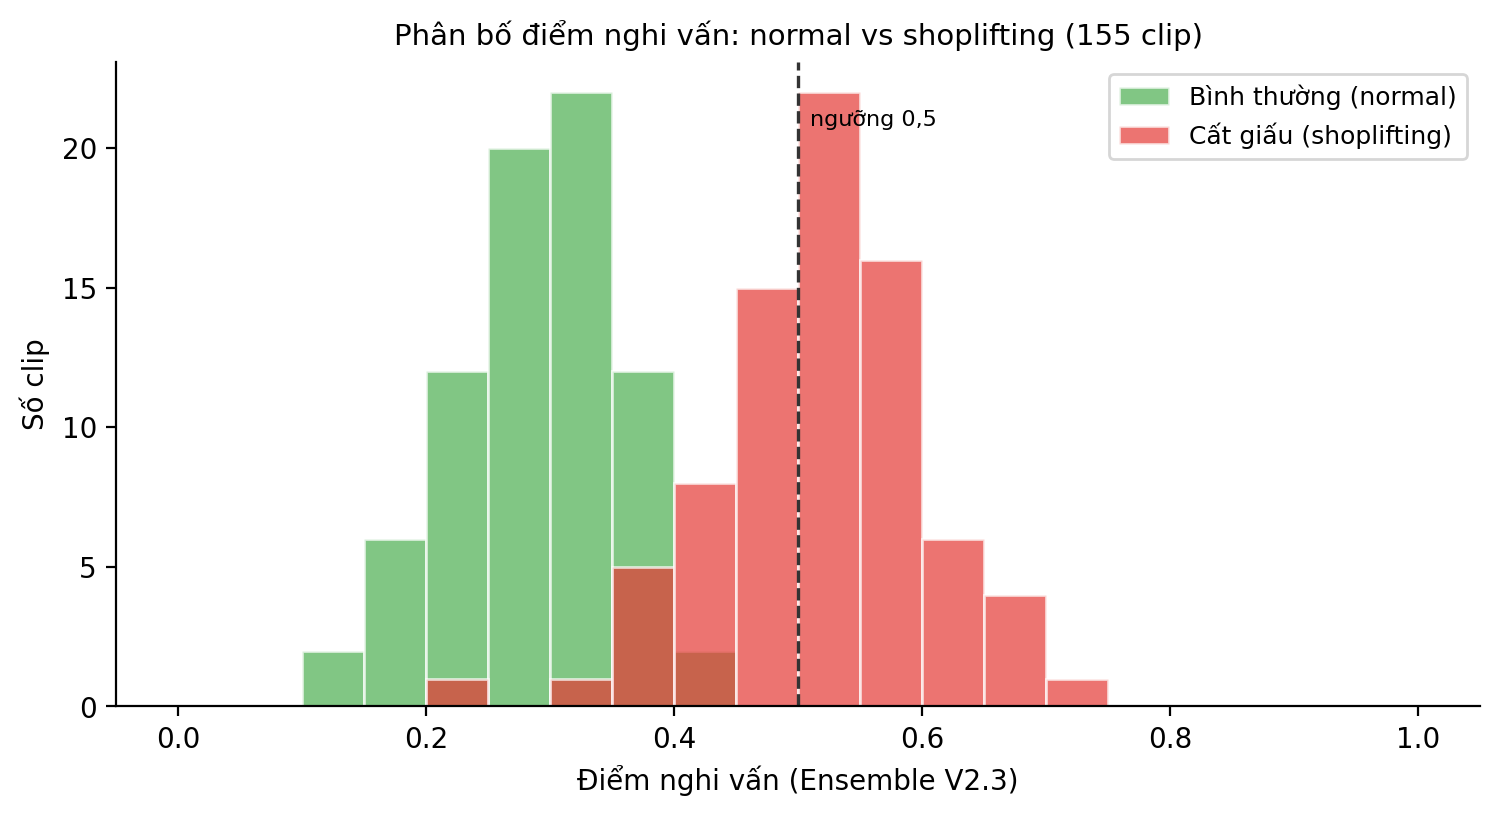 Phân bố điểm nghi vấn: normal vs shoplifting (155 clip)
Bình thường (normal)
Cất giấu (shoplifting)
ngưỡng 0,5
Số clip
20
15
10
5
0
0.0 0.2 0.4 0.6 0.8 1.0
Điểm nghi vấn (Ensemble V2.3)